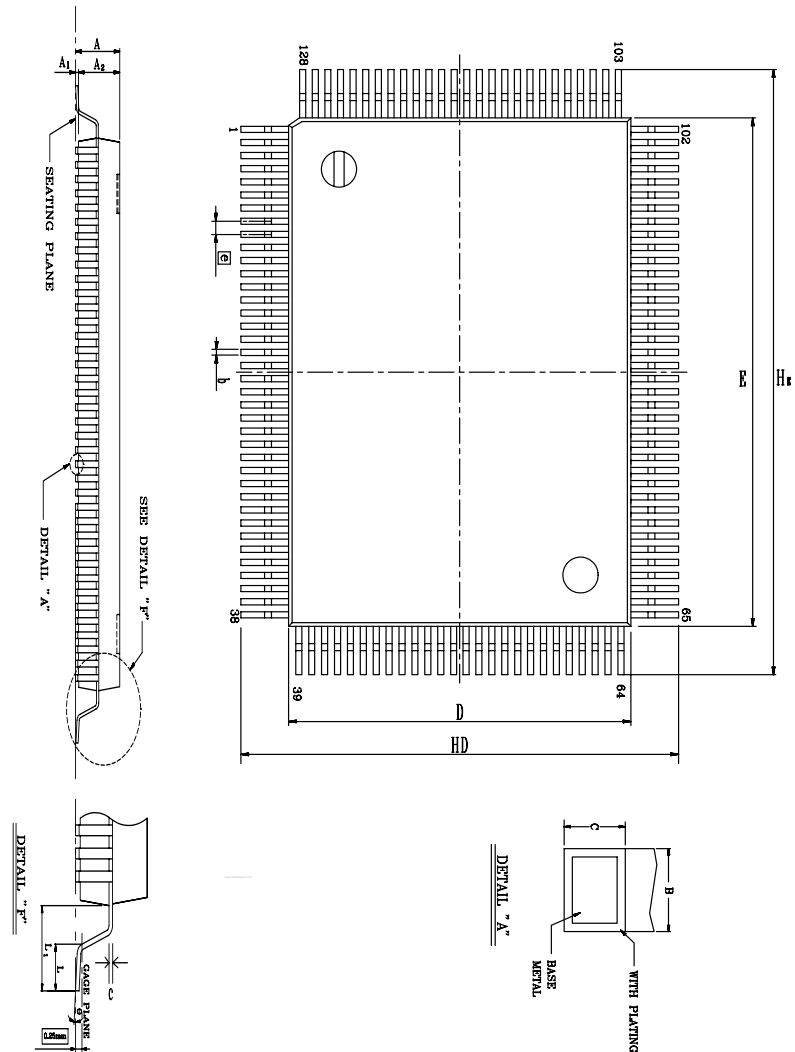 A
A1 A2
128
103
1
102
e
b
E
HE
SEATING PLANE
DETAIL "A"
SEE DETAIL "F"
38
65
39
64
D
HD
C
B
DETAIL "A"
BASE
METAL
WITH PLATING
DETAIL "F"
L1
L
C
GAGE PLANE
0.25mm